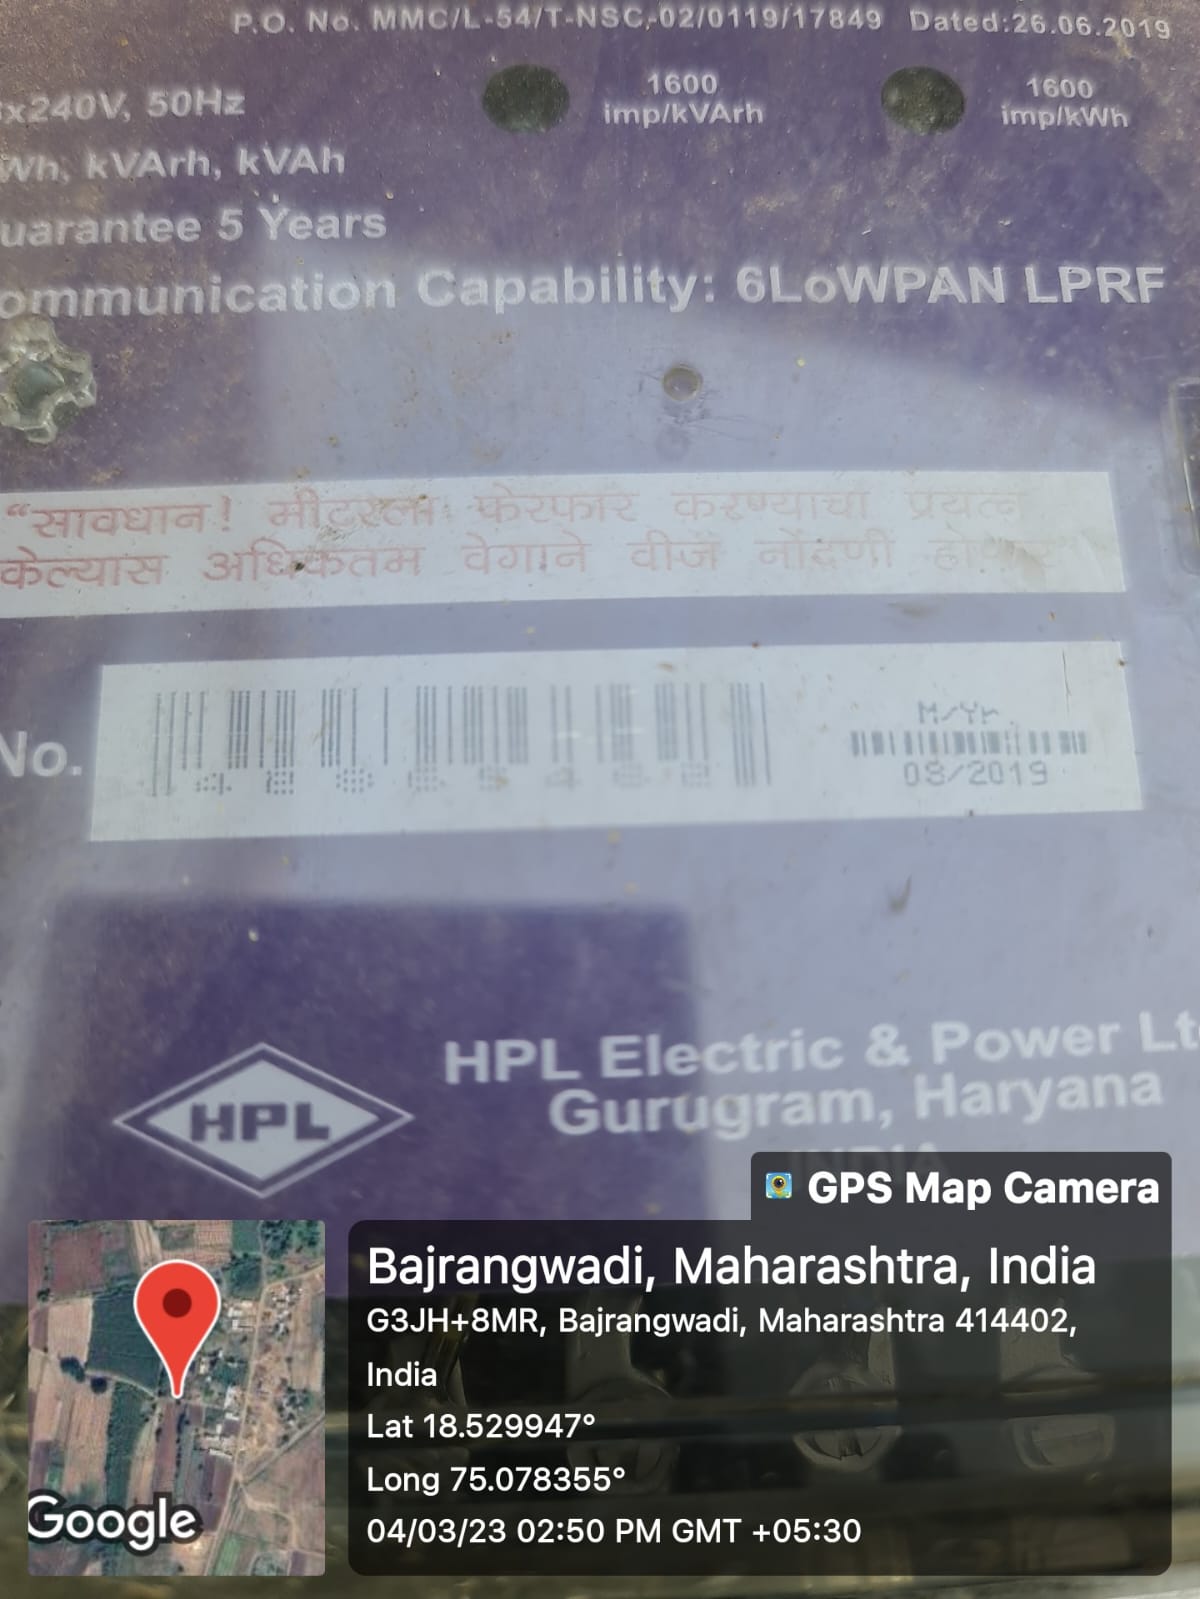 P.O. No. MMC/L-54/T-NSC-02/0119/17849 Dated:26.06.2019
x240V, 50Hz
1600
imp/kVArh
1600
imp/kWh
Wh, kVArh, kVAh
uarantee 5 Years
ommunication Capability: 6LoWPAN LPRF
“सावधान! मीटरला फेरफार करण्याचा प्रयत्न
केल्यास अधिकतम वेगाने वीज नोंदणी
No.
M/Yr
08/2019
HPL
HPL Electric & Power Lt
Gurugram, Haryana
INDIA
GPS Map Camera
Bajrangwadi, Maharashtra, India
G3JH+8MR, Bajrangwadi, Maharashtra 414402,
India
Lat 18.529947°
Long 75.078355°
04/03/23 02:50 PM GMT +05:30
Google